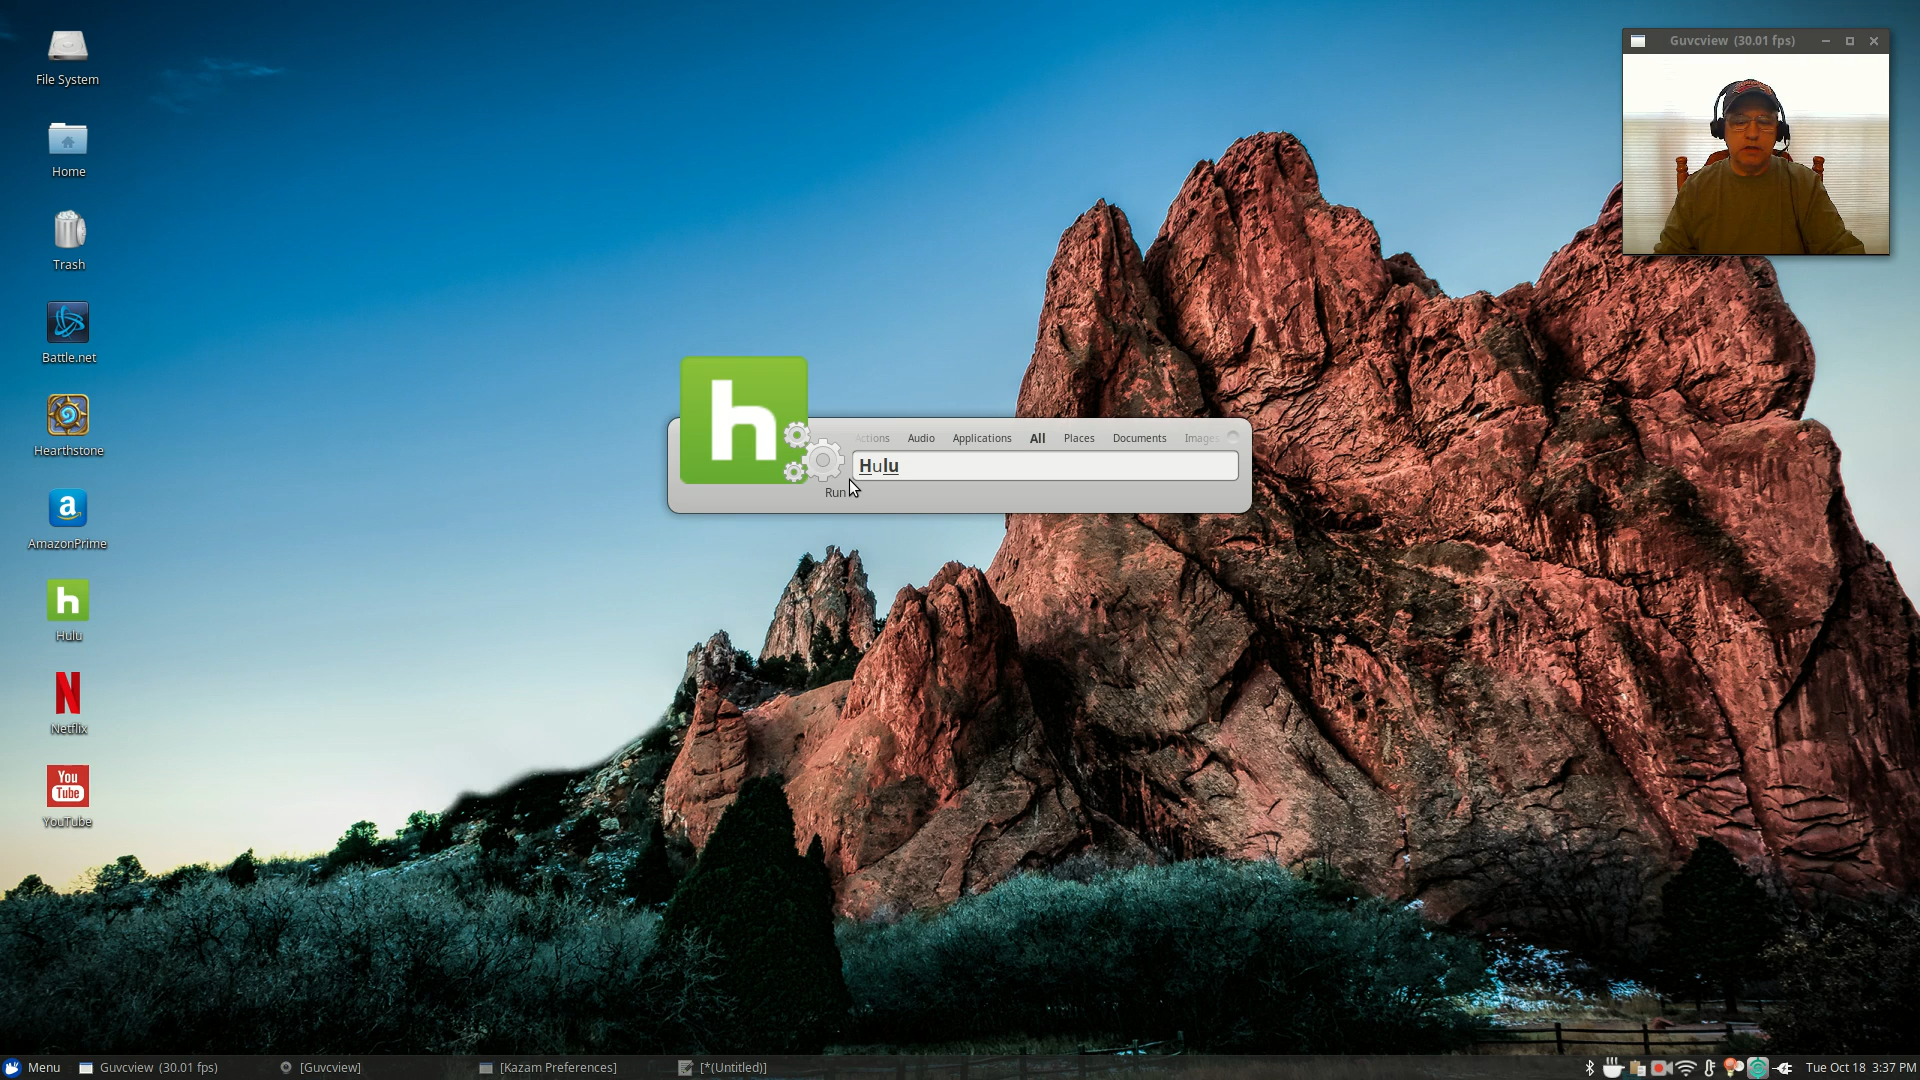 File System
Home
Trash
Battle.net
Hearthstone
a
AmazonPrime
h
Hulu
N
Netflix
You
Tube
YouTube
Guvcview (30.01 fps)
h
Actions Audio Applications All Places Documents Images
Hulu
Run
Menu Guvcview (30.01 fps) [Guvcview] [Kazam Preferences] [*(Untitled)] Tue Oct 18 3:37 PM